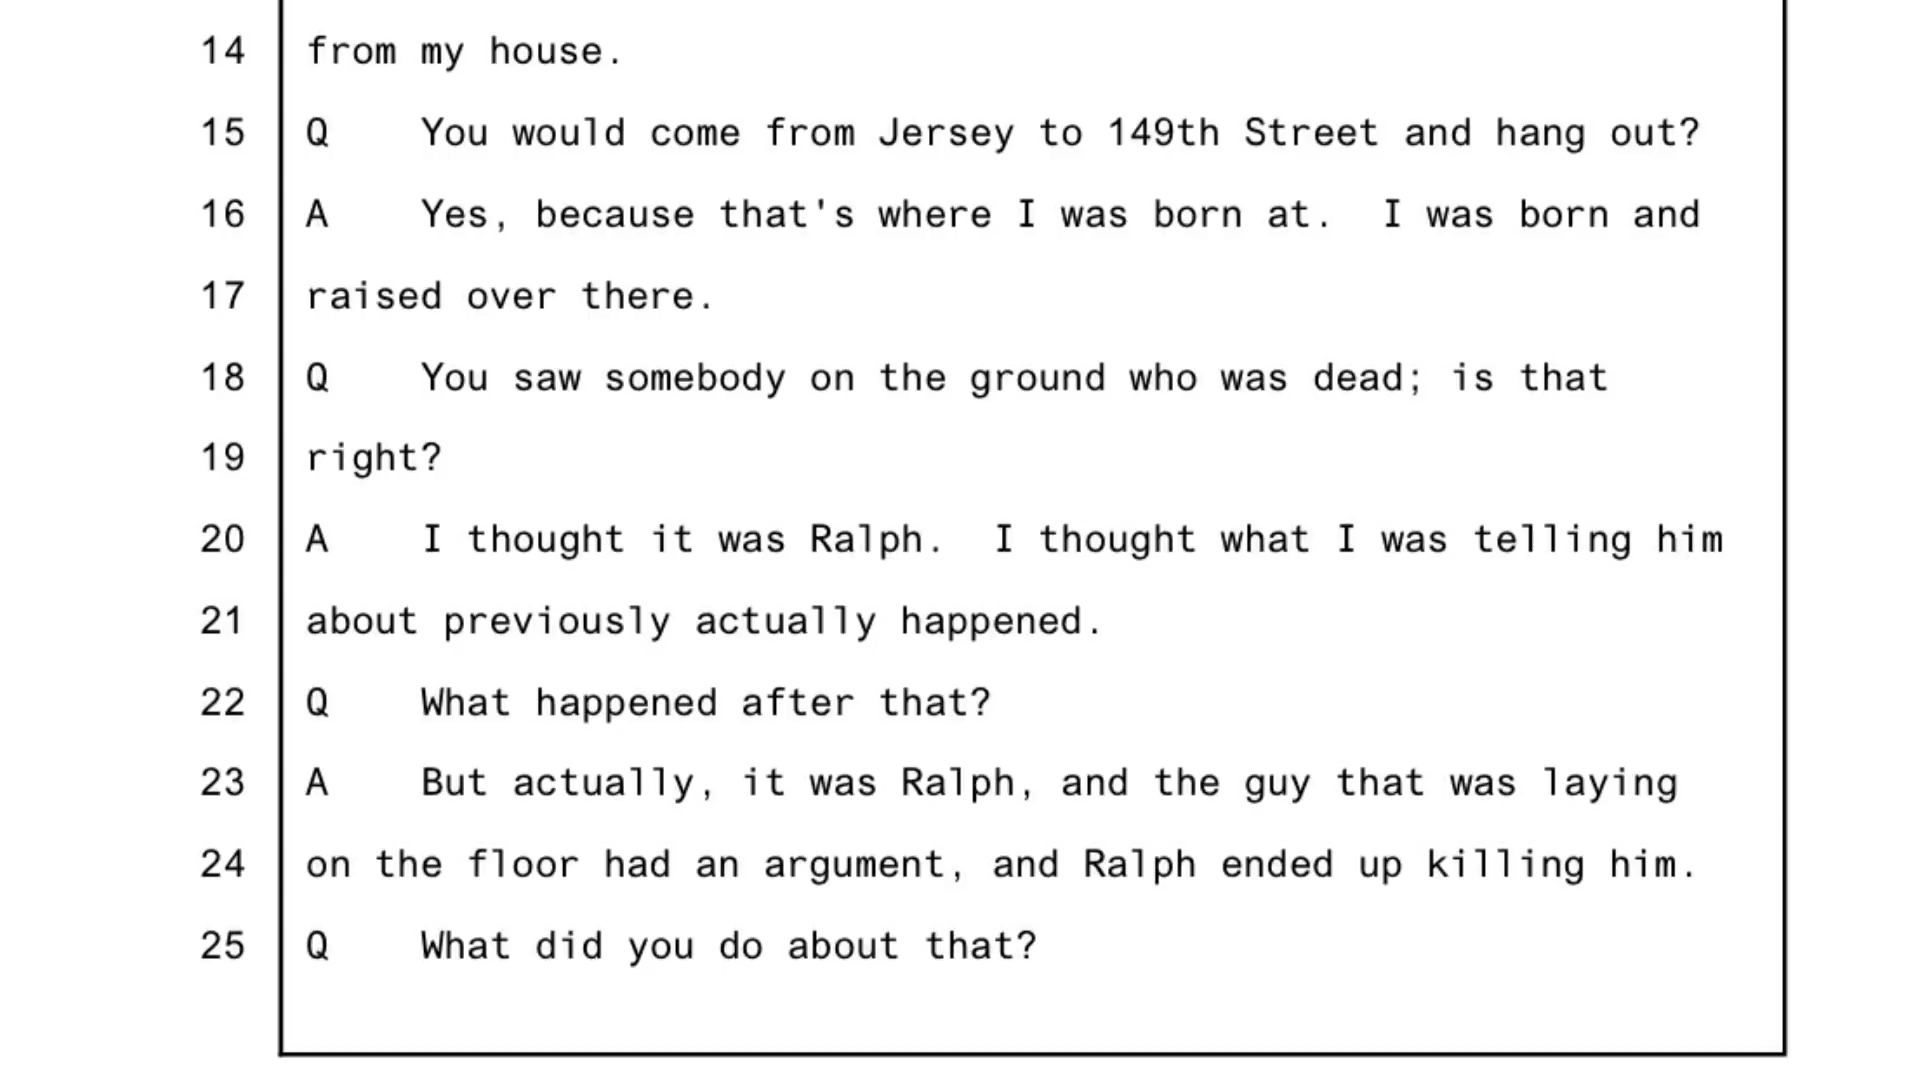 14 from my house.
15 Q You would come from Jersey to 149th Street and hang out?
16 A Yes, because that's where I was born at. I was born and
17 raised over there.
18 Q You saw somebody on the ground who was dead; is that
19 right?
20 A I thought it was Ralph. I thought what I was telling him
21 about previously actually happened.
22 Q What happened after that?
23 A But actually, it was Ralph, and the guy that was laying
24 on the floor had an argument, and Ralph ended up killing him.
25 Q What did you do about that?